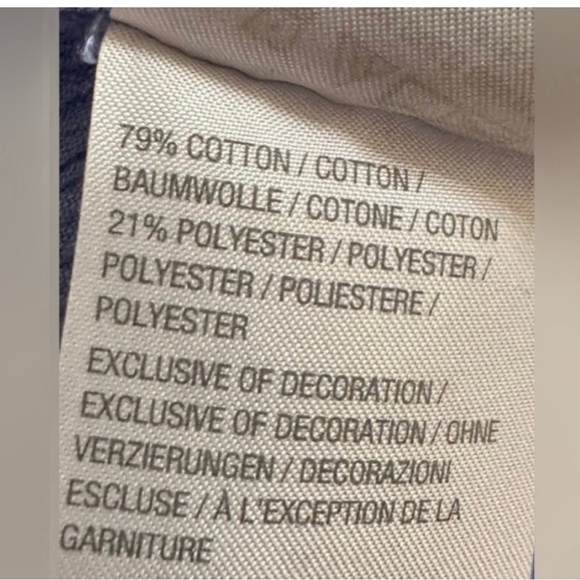 79% COTTON / COTTON /
BAUMWOLLE / COTONE / COTON
21% POLYESTER / POLYESTER /
POLYESTER / POLIESTERE /
POLYESTER
EXCLUSIVE OF DECORATION /
EXCLUSIVE OF DECORATION / OHNE
VERZIERUNGEN / DECORAZIONI
ESCLUSE / À L'EXCEPTION DE LA
GARNITURE